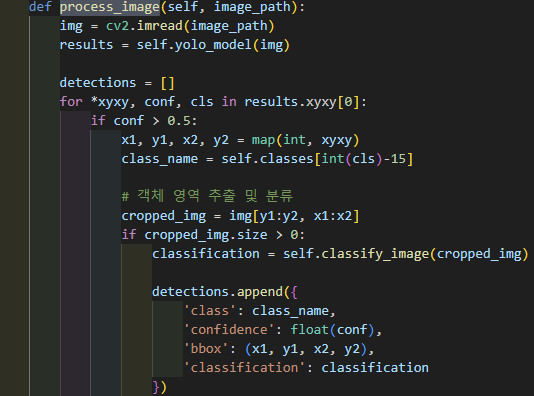 def process_image(self, image_path):
    img = cv2.imread(image_path)
    results = self.yolo_model(img)

    detections = []
    for *xyxy, conf, cls in results.xyxy[0]:
        if conf > 0.5:
            x1, y1, x2, y2 = map(int, xyxy)
            class_name = self.classes[int(cls)-15]

            # 객체 영역 추출 및 분류
            cropped_img = img[y1:y2, x1:x2]
            if cropped_img.size > 0:
                classification = self.classify_image(cropped_img)

                detections.append({
                    'class': class_name,
                    'confidence': float(conf),
                    'bbox': (x1, y1, x2, y2),
                    'classification': classification
                })